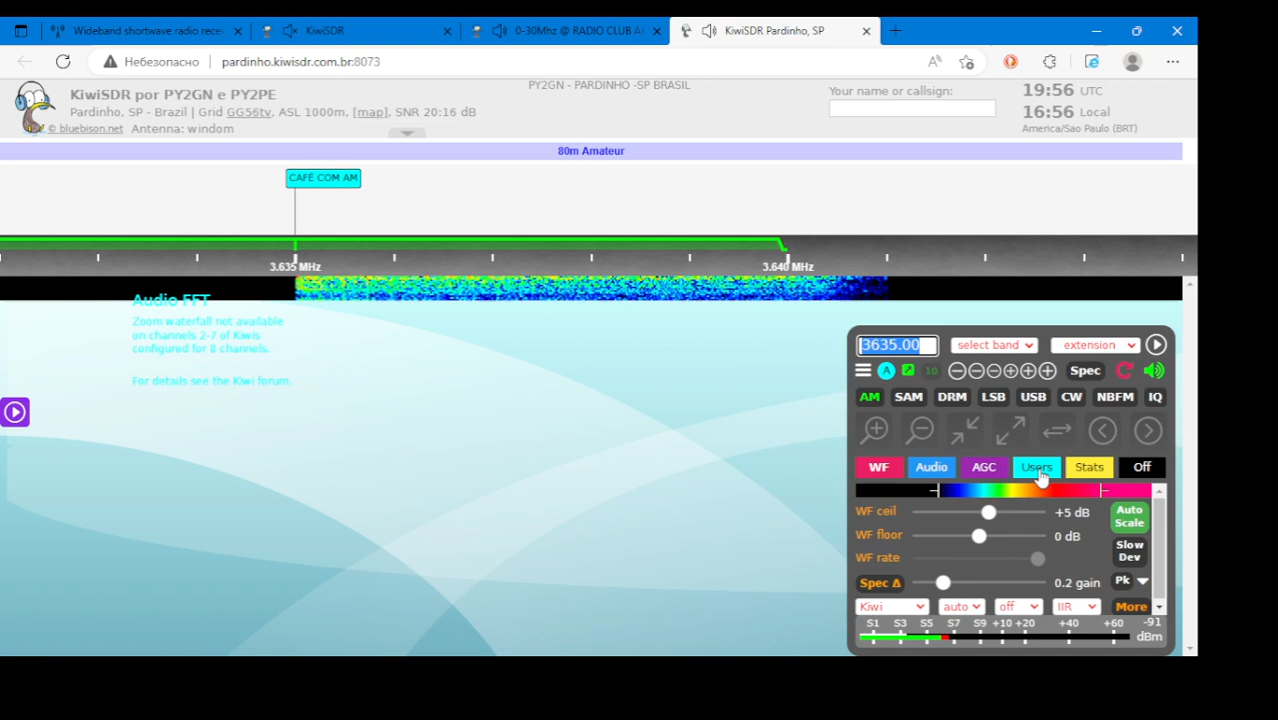 Wideband shortwave radio rece
KiwiSDR
0-30Mhz @ RADIO CLUB A
KiwiSDR Pardinho, SP
Небезопасно
pardinho.kiwisdr.com.br:8073
KiwiSDR por PY2GN e PY2PE
Pardinho, SP - Brazil | Grid GG56tv, ASL 1000m, [map], SNR 20:16 dB
© bluebison.net Antenna: windom
PY2GN - PARDINHO -SP BRASIL
Your name or callsign:
19:56 UTC
16:56 Local
America/Sao Paulo (BRT)
80m Amateur
CAFÉ COM AM
3.635 MHz
3.640 MHz
Audio FFT
Zoom waterfall not available
on channels 2-7 of Kiwis
configured for 8 channels.
For details see the Kiwi forum.
3635.00
select band
extension
A
10
Spec
AM SAM DRM LSB USB CW NBFM IQ
WF Audio AGC Users Stats Off
WF ceil +5 dB
Auto Scale
WF floor 0 dB
Slow Dev
WF rate
Spec Δ 0.2 gain Pk
Kiwi auto off IIR More
S1 S3 S5 S7 S9 +10 +20 +40 +60 -91
dBm